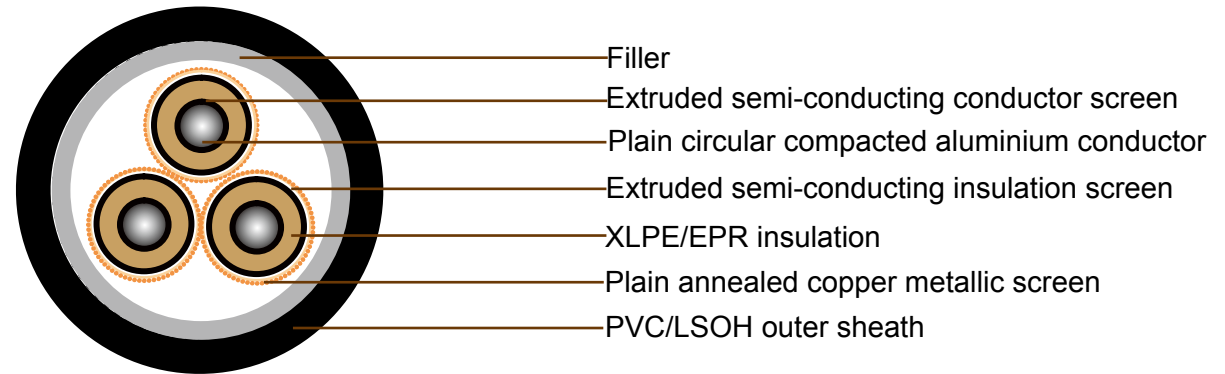 Filler
Extruded semi-conducting conductor screen
Plain circular compacted aluminium conductor
Extruded semi-conducting insulation screen
XLPE/EPR insulation
Plain annealed copper metallic screen
PVC/LSOH outer sheath